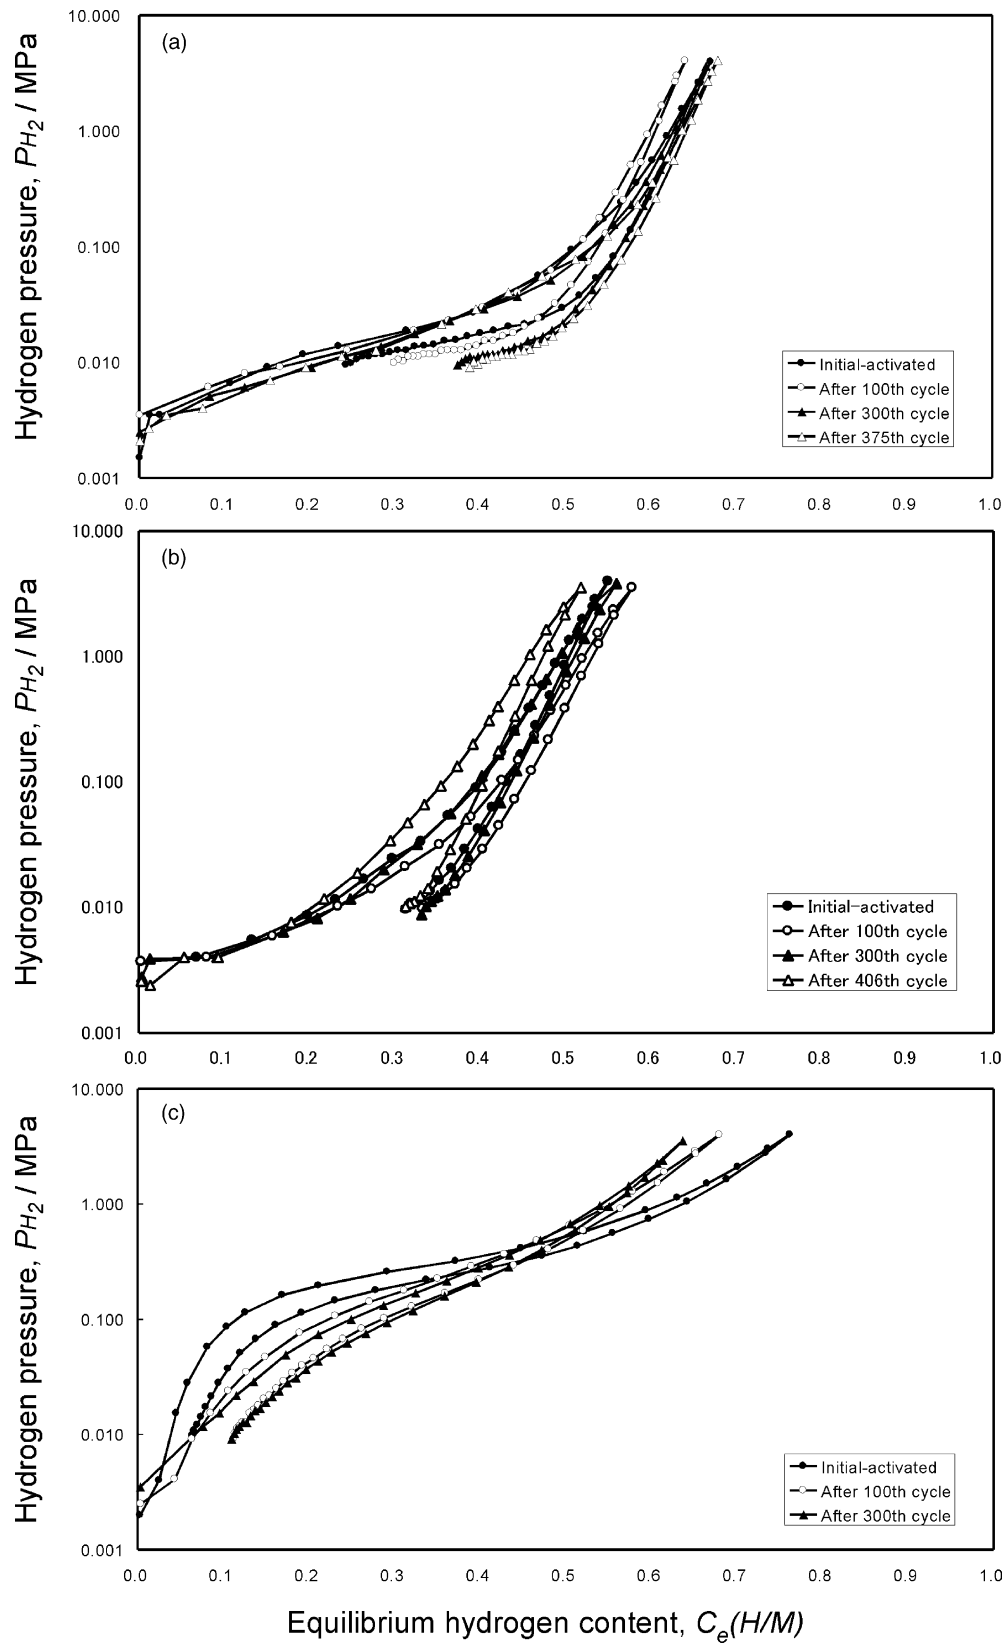 (a)
Hydrogen pressure, PH2 / MPa
10.000
1.000
0.100
0.010
0.001
0.0 0.1 0.2 0.3 0.4 0.5 0.6 0.7 0.8 0.9 1.0
Initial-activated
After 100th cycle
After 300th cycle
After 375th cycle
(b)
Hydrogen pressure, PH2 / MPa
10.000
1.000
0.100
0.010
0.001
0.0 0.1 0.2 0.3 0.4 0.5 0.6 0.7 0.8 0.9 1.0
Initial-activated
After 100th cycle
After 300th cycle
After 406th cycle
(c)
Hydrogen pressure, PH2 / MPa
10.000
1.000
0.100
0.010
0.001
0.0 0.1 0.2 0.3 0.4 0.5 0.6 0.7 0.8 0.9 1.0
Initial-activated
After 100th cycle
After 300th cycle
Equilibrium hydrogen content, Ce(H/M)